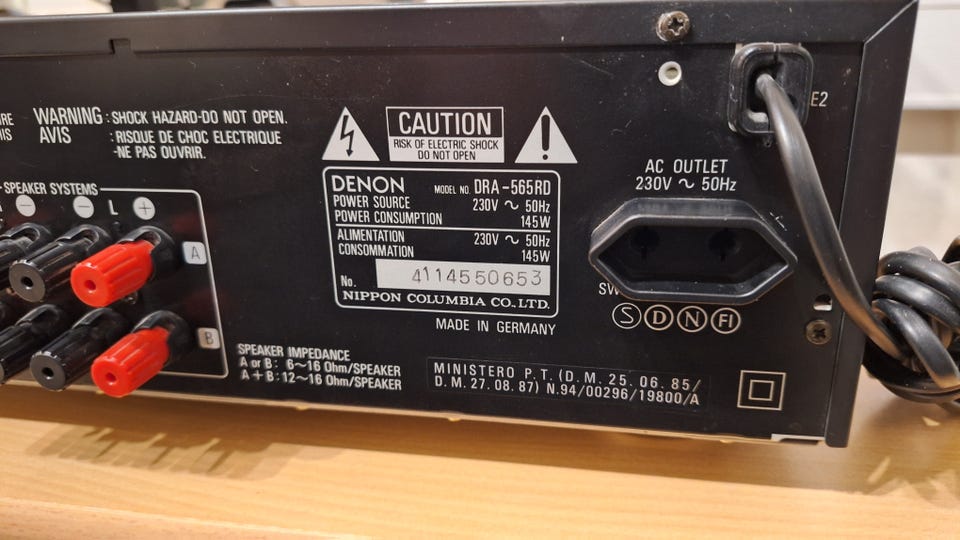 WARNING : SHOCK HAZARD-DO NOT OPEN.
AVIS : RISQUE DE CHOC ELECTRIQUE
-NE PAS OUVRIR.
SPEAKER SYSTEMS
L
A
B
SPEAKER IMPEDANCE
A or B : 6~16 Ohm/SPEAKER
A + B : 12~16 Ohm/SPEAKER
CAUTION
RISK OF ELECTRIC SHOCK
DO NOT OPEN
DENON MODEL NO. DRA-565RD
POWER SOURCE 230V ~ 50Hz
POWER CONSUMPTION 145W
ALIMENTATION 230V ~ 50Hz
CONSOMMATION 145W
No. 4114550653
NIPPON COLUMBIA CO., LTD.
MADE IN GERMANY
MINISTERO P.T. (D.M. 25. 06. 85/
D.M. 27. 08. 87) N.94/00296/19800/A
E2
AC OUTLET
230V ~ 50Hz
S D N FI